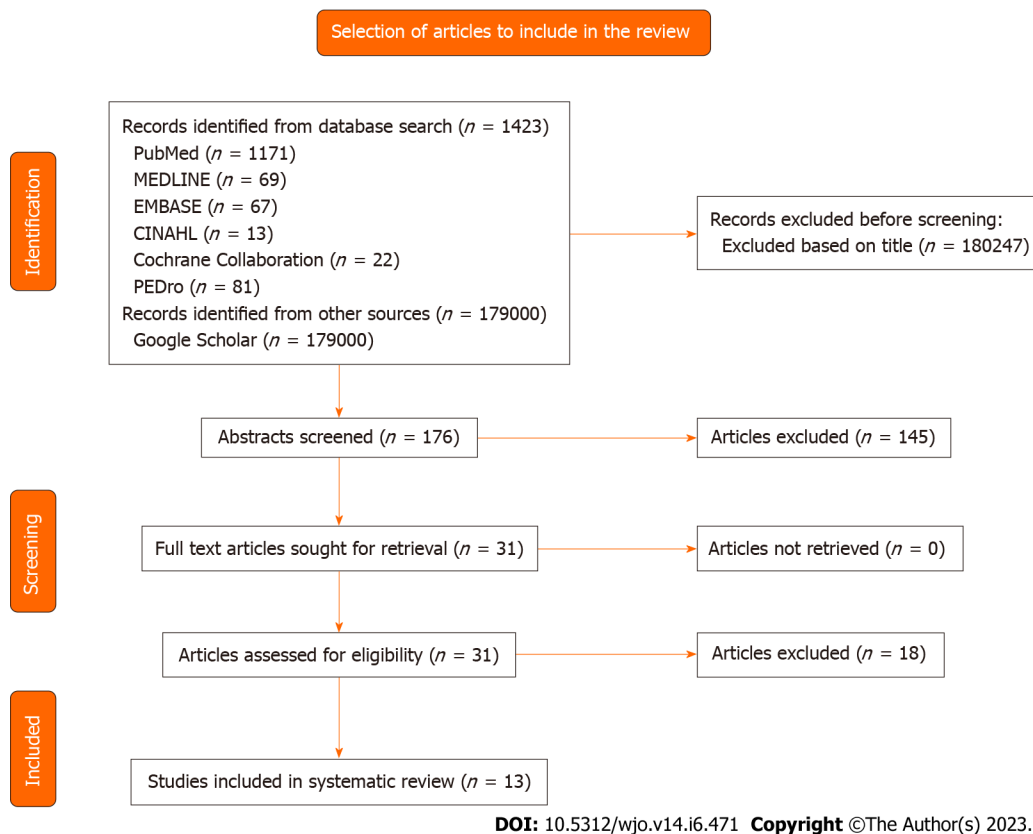 Selection of articles to include in the review
Identification
Records identified from database search (n = 1423)
PubMed (n = 1171)
MEDLINE (n = 69)
EMBASE (n = 67)
CINAHL (n = 13)
Cochrane Collaboration (n = 22)
PEDro (n = 81)
Records identified from other sources (n = 179000)
Google Scholar (n = 179000)
Records excluded before screening:
Excluded based on title (n = 180247)
Abstracts screened (n = 176)
Articles excluded (n = 145)
Screening
Full text articles sought for retrieval (n = 31)
Articles not retrieved (n = 0)
Articles assessed for eligibility (n = 31)
Articles excluded (n = 18)
Included
Studies included in systematic review (n = 13)
DOI: 10.5312/wjo.v14.i6.471 Copyright ©The Author(s) 2023.